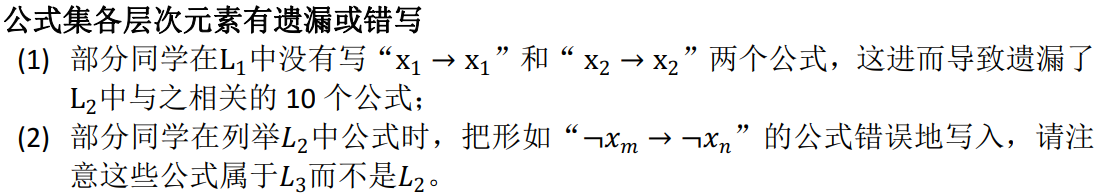 公式集各层次元素有遗漏或错写
(1) 部分同学在L₁中没有写“x₁ → x₁”和“ x₂ → x₂”两个公式，这进而导致遗漏了
L₂中与之相关的 10 个公式；
(2) 部分同学在列举L₂中公式时，把形如“¬xₘ → ¬xₙ”的公式错误地写入，请注
意这些公式属于L₃而不是L₂。